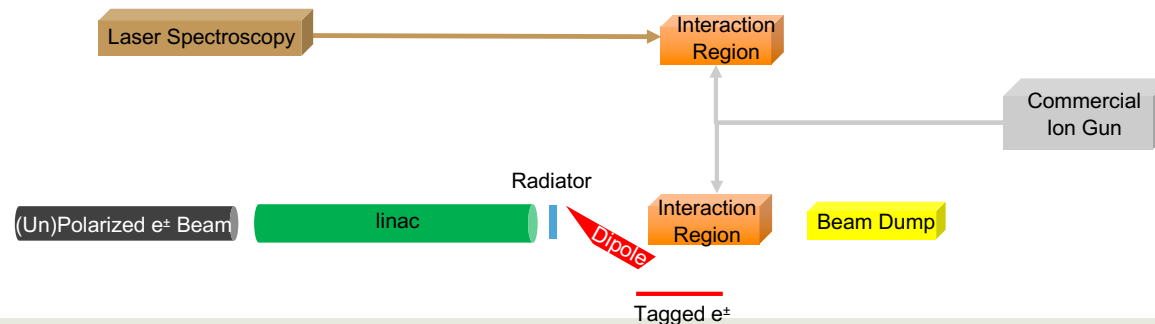 Laser Spectroscopy
Interaction
Region
Commercial
Ion Gun
Radiator
(Un)Polarized e± Beam
linac
Dipole
Interaction
Region
Beam Dump
Tagged e±